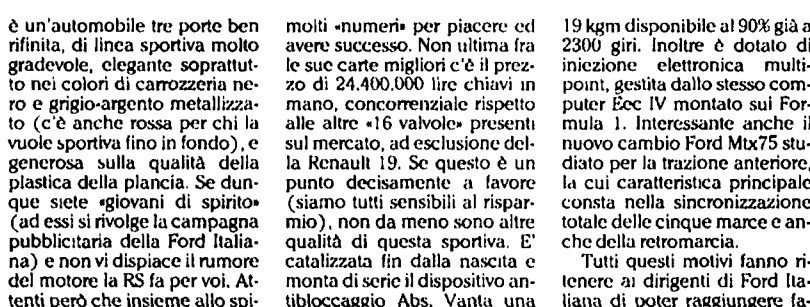 è un'automobile tre porte ben
rifinita, di linea sportiva molto
gradevole, elegante soprattut-
to nei colori di carrozzeria ne-
ro e grigio-argento metallizza-
to (c'è anche rossa per chi la
vuole sportiva fino in fondo), e
generosa sulla qualità della
plastica della plancia. Se dun-
que siete «giovani di spirito»
(ad essi si rivolge la campagna
pubblicitaria della Ford Italia-
na) e non vi dispiace il rumore
del motore la RS fa per voi. At-
tenti però che insieme allo spi-
molti «numeri» per piacere ed
avere successo. Non ultima fra
le sue carte migliori c'è il prez-
zo di 24.400.000 lire chiavi in
mano, concorrenziale rispetto
alle altre «16 valvole» presenti
sul mercato, ad esclusione del-
la Renault 19. Se questo è un
punto decisamente a favore
(siamo tutti sensibili al rispar-
mio), non da meno sono altre
qualità di questa sportiva. E'
catalizzata fin dalla nascita e
monta di serie il dispositivo an-
tibloccaggio Abs. Vanta una
19 kgm disponibile al 90% già a
2300 giri. Inoltre è dotato di
iniezione elettronica multi-
point, gestita dallo stesso com-
puter Eec IV montato sui For-
mula 1. Interessante anche il
nuovo cambio Ford Mtx75 stu-
diato per la trazione anteriore,
la cui caratteristica principale
consta nella sincronizzazione
totale delle cinque marce e an-
che della retromarcia.
Tutti questi motivi fanno ri-
tenere ai dirigenti di Ford Ita-
liana di poter raggiungere fa-